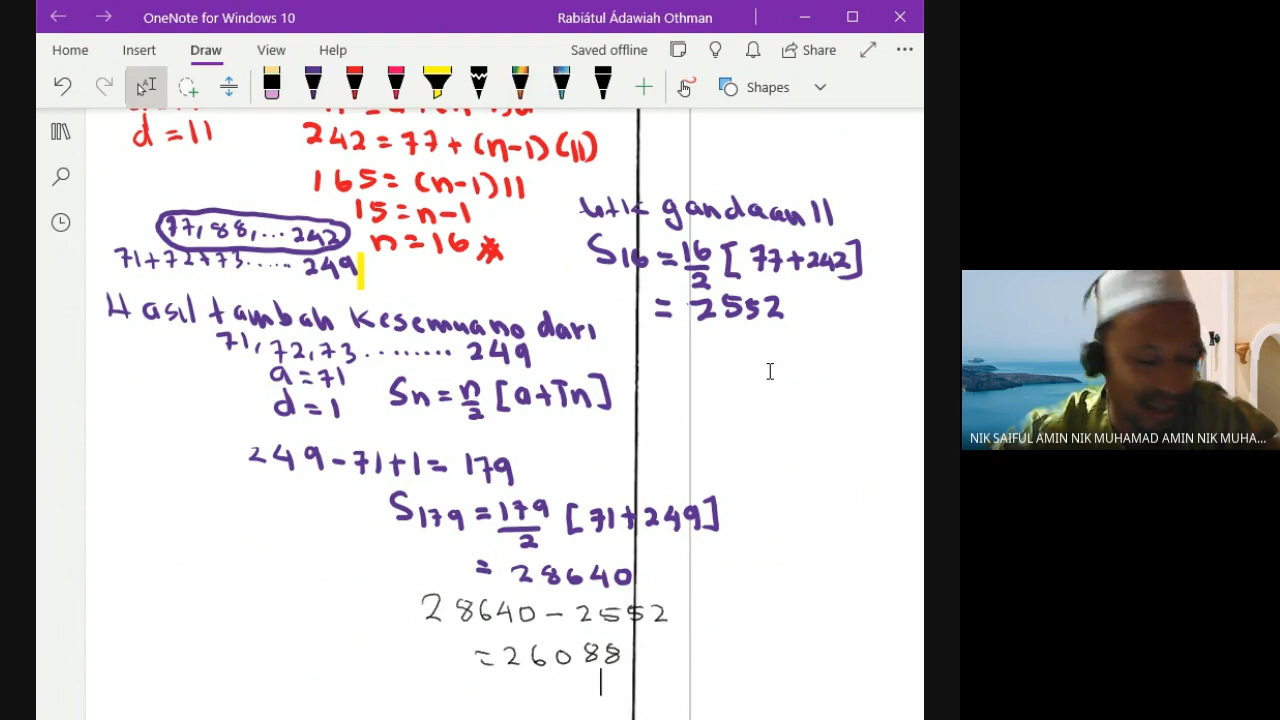 OneNote for Windows 10
Rabiátul Ádawiah Othman
Home Insert Draw View Help
Saved offline
Share
Shapes
d = 11
242 = 77 + (n-1)(11)
165 = (n-1)11
15 = n-1
n = 16
77, 88, ... 242
71+72+73 ...... 249
Hasil tambah kesemuano dari
71, 72, 73 ......... 249
a = 71
d = 1
Sn = n/2 [a+Tn]
249 - 71 + 1 = 179
S179 = 179/2 [71+249]
= 28640
28640 - 2552
= 26088
gandaan 11
S16 = 16/2 [77+242]
= 2552
NIK SAIFUL AMIN NIK MUHAMAD AMIN NIK MUHA...